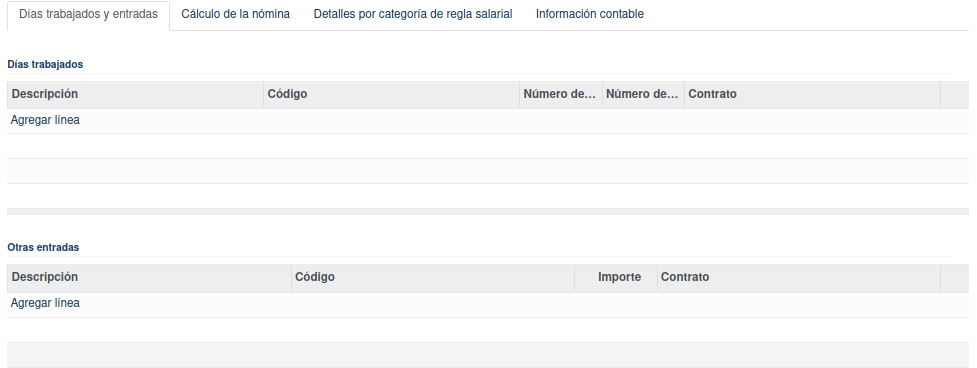 Días trabajados y entradas Cálculo de la nómina Detalles por categoría de regla salarial Información contable
Días trabajados
Descripción Código Número de... Número de... Contrato
Agregar línea
Otras entradas
Descripción Código Importe Contrato
Agregar línea